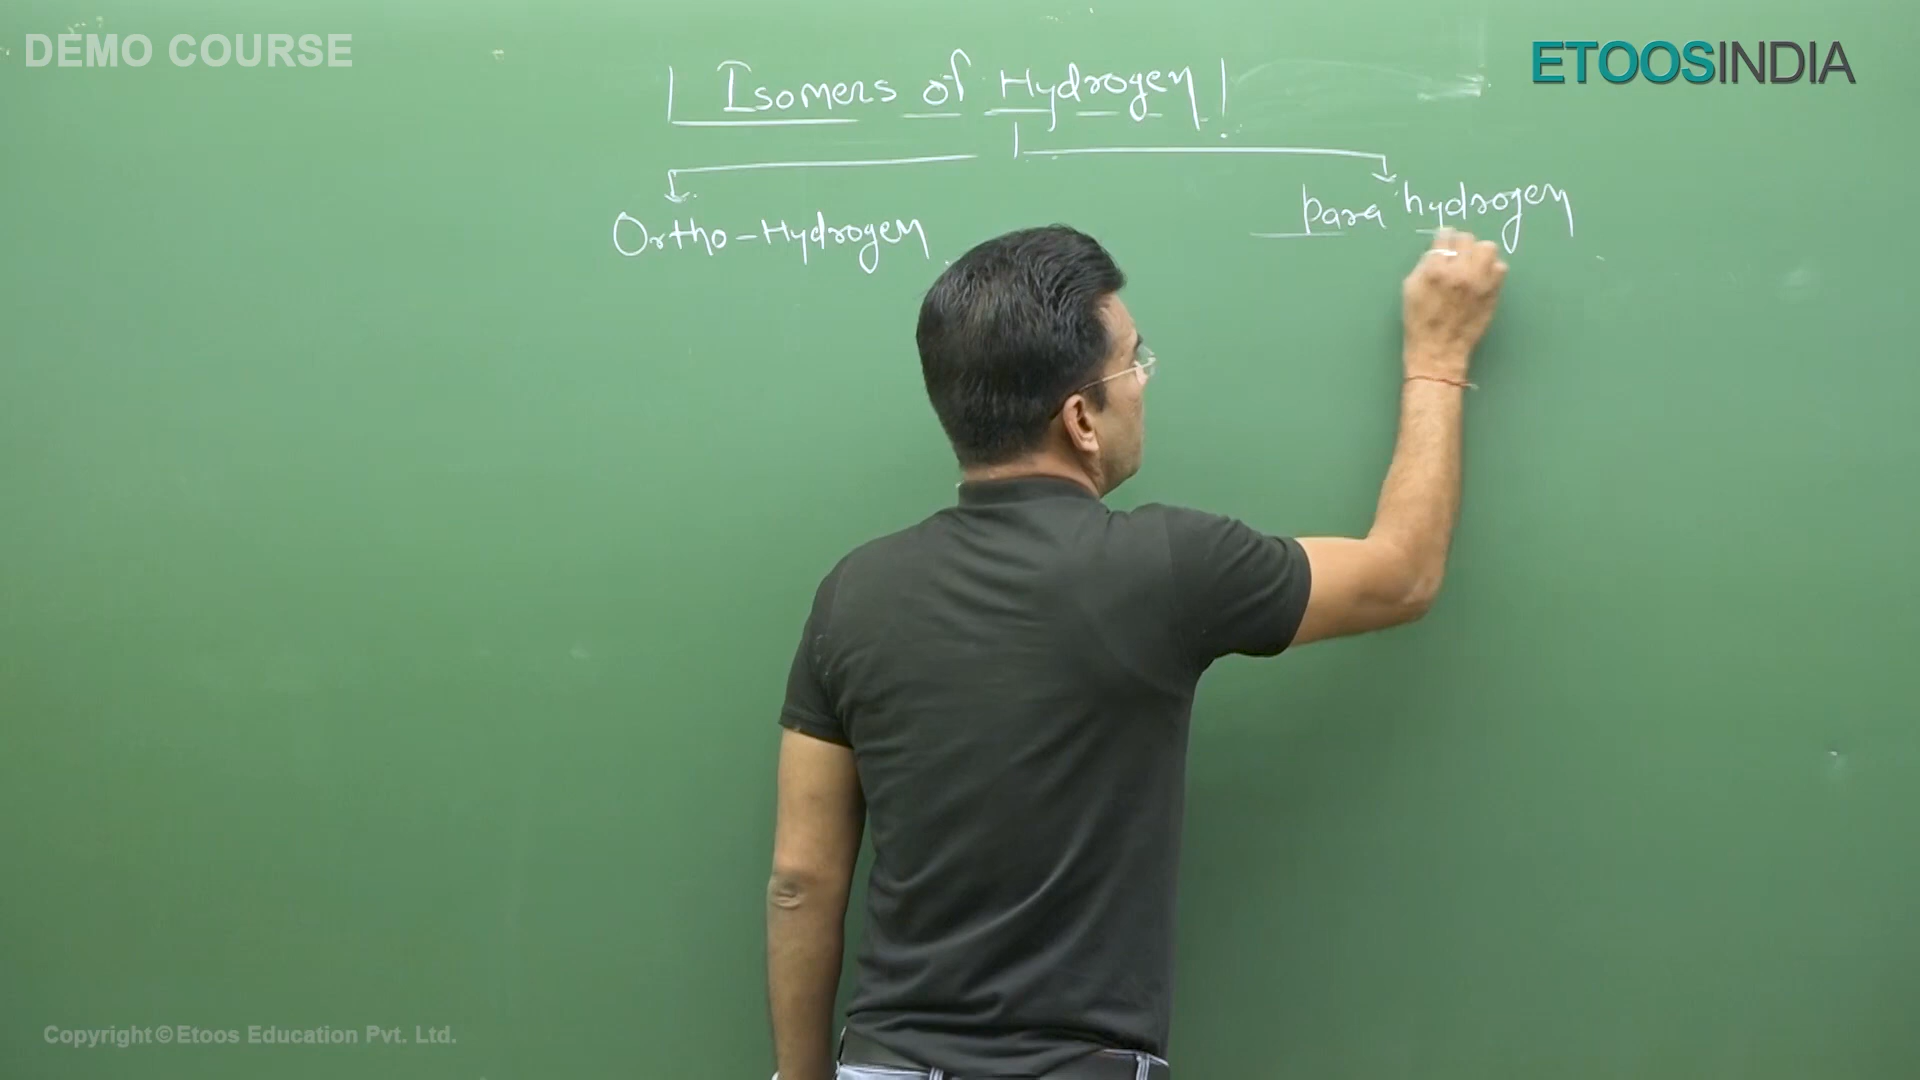 DEMO COURSE
ETOOSINDIA
Isomers of Hydrogen
Ortho-Hydrogen
para hydrogen
Copyright © Etoos Education Pvt. Ltd.